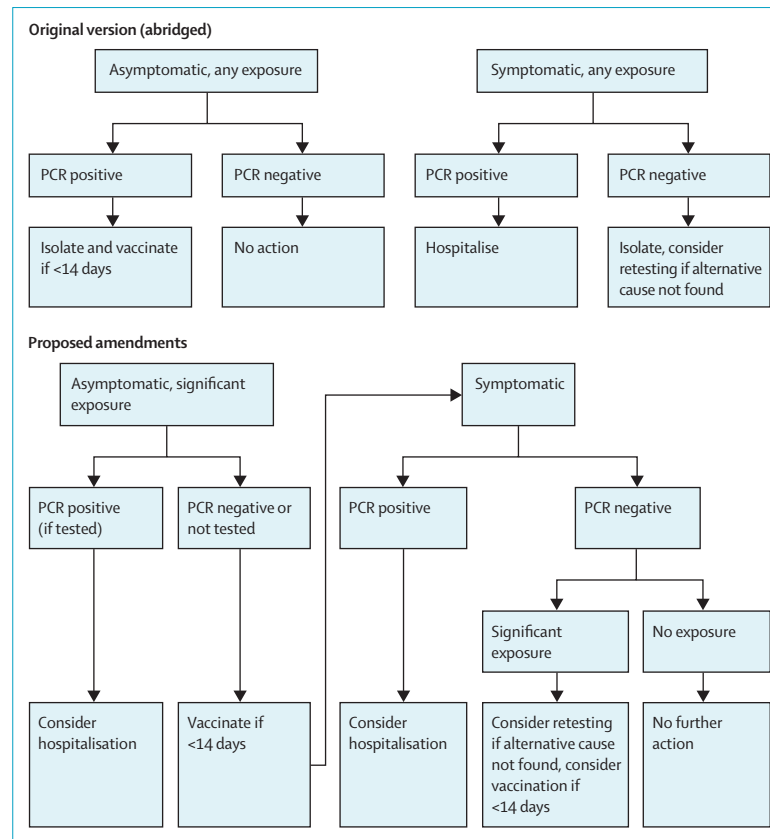 Original version (abridged)
Asymptomatic, any exposure
Symptomatic, any exposure
PCR positive
PCR negative
PCR positive
PCR negative
Isolate and vaccinate
if <14 days
No action
Hospitalise
Isolate, consider
retesting if alternative
cause not found
Proposed amendments
Asymptomatic, significant
exposure
Symptomatic
PCR positive
(if tested)
PCR negative or
not tested
PCR positive
PCR negative
Significant
exposure
No exposure
Consider
hospitalisation
Vaccinate if
<14 days
Consider
hospitalisation
Consider retesting
if alternative cause
not found, consider
vaccination if
<14 days
No further
action